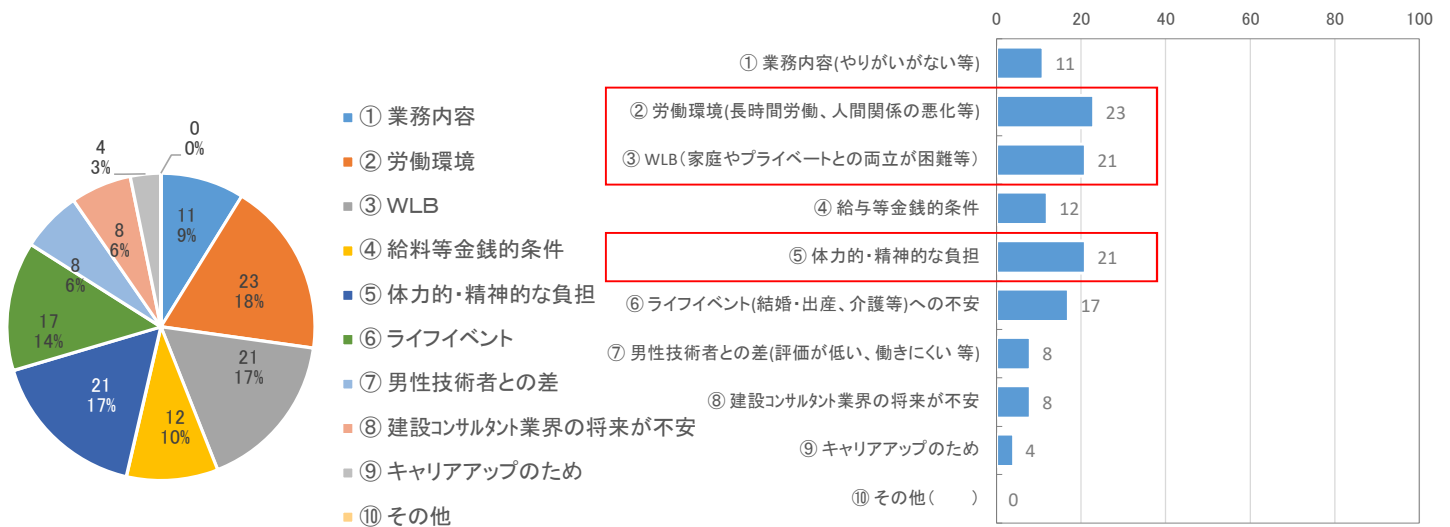 0
0%
4
3%
8
6%
8
6%
17
14%
21
17%
12
10%
21
17%
23
18%
11
9%
① 業務内容
② 労働環境
③ WLB
④ 給料等金銭的条件
⑤ 体力的・精神的な負担
⑥ ライフイベント
⑦ 男性技術者との差
⑧ 建設コンサルタント業界の将来が不安
⑨ キャリアアップのため
⑩ その他
0 20 40 60 80 100
① 業務内容(やりがいがない等) 11
② 労働環境(長時間労働、人間関係の悪化等) 23
③ WLB(家庭やプライベートとの両立が困難等) 21
④ 給与等金銭的条件 12
⑤ 体力的・精神的な負担 21
⑥ ライフイベント(結婚・出産、介護等)への不安 17
⑦ 男性技術者との差(評価が低い、働きにくい 等) 8
⑧ 建設コンサルタント業界の将来が不安 8
⑨ キャリアアップのため 4
⑩ その他(　　) 0